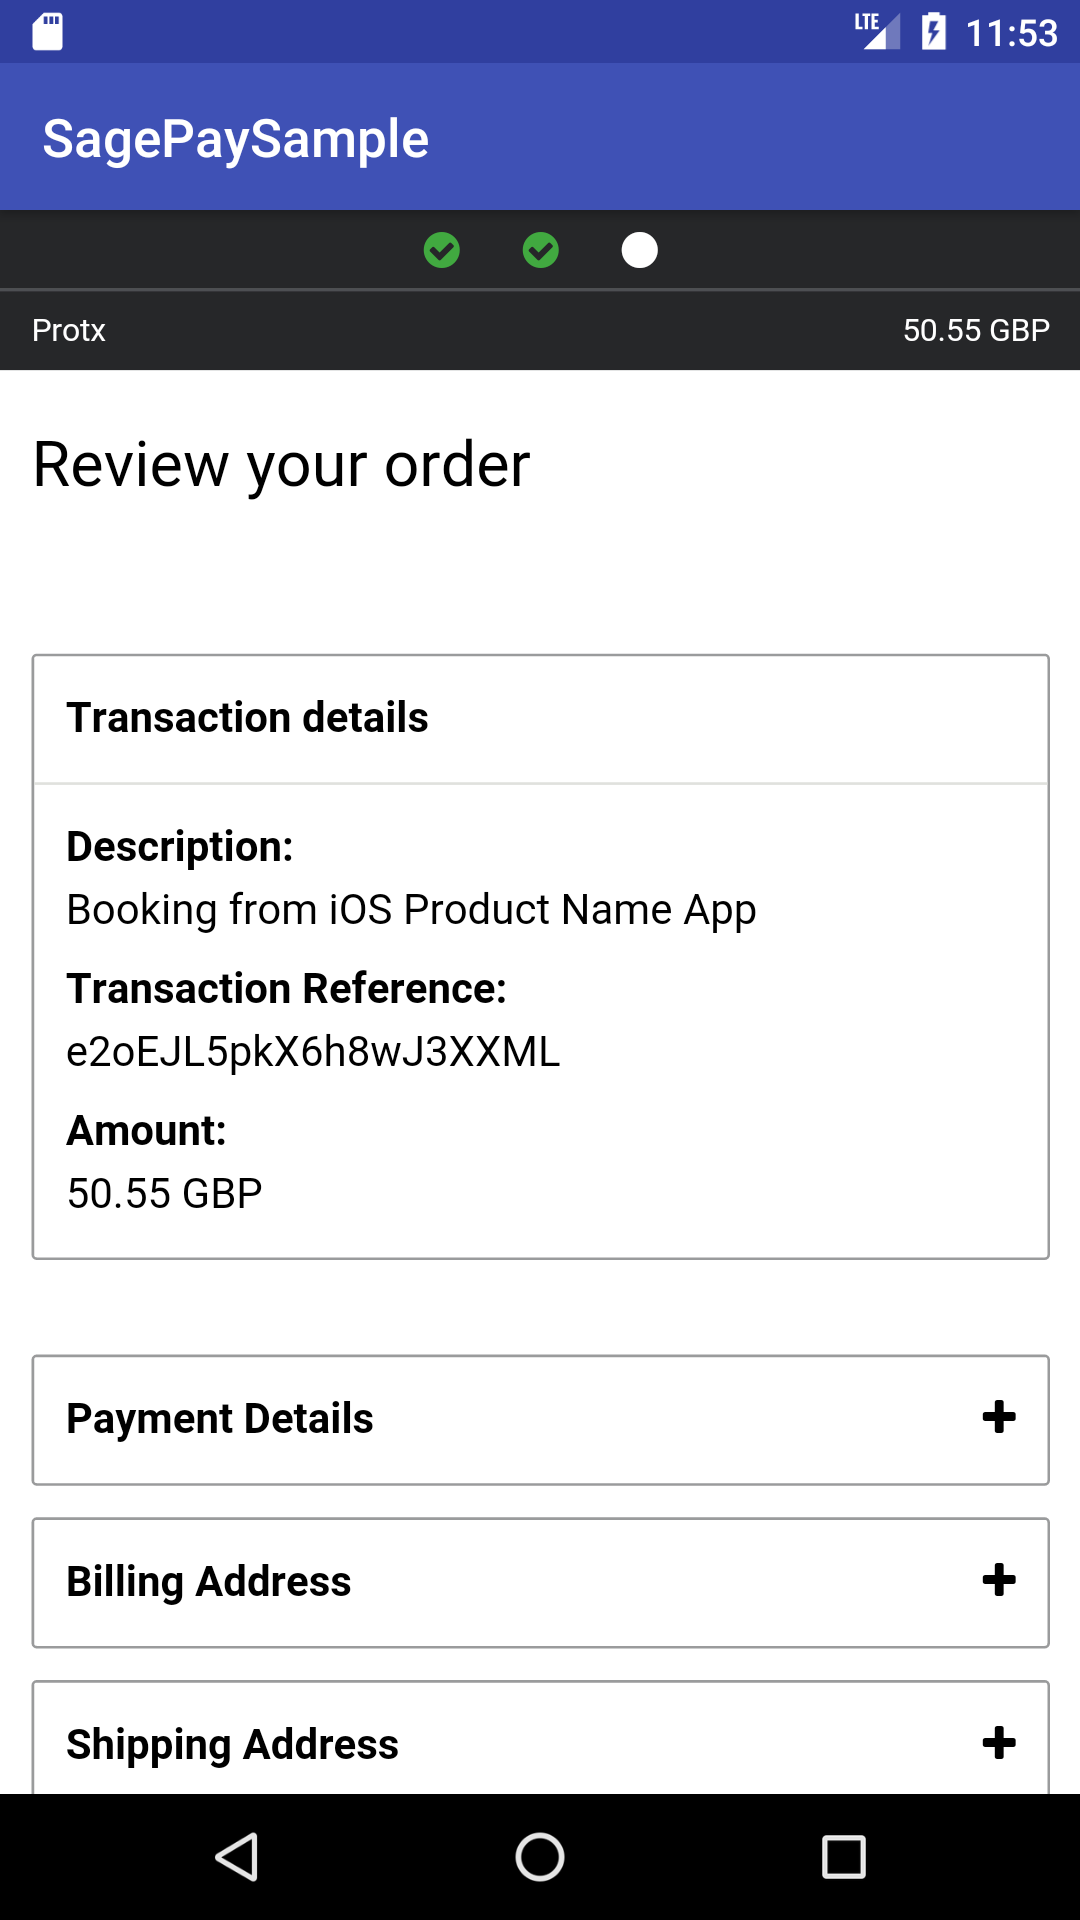 LTE 11:53
SagePaySample
Protx 50.55 GBP
Review your order
Transaction details
Description:
Booking from iOS Product Name App
Transaction Reference:
e2oEJL5pkX6h8wJ3XXML
Amount:
50.55 GBP
Payment Details
Billing Address
Shipping Address